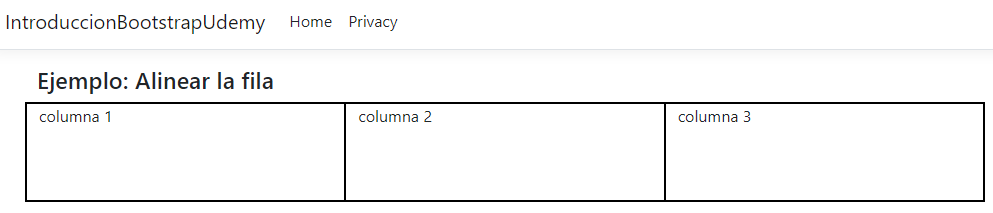 IntroduccionBootstrapUdemy Home Privacy
Ejemplo: Alinear la fila
columna 1 columna 2 columna 3